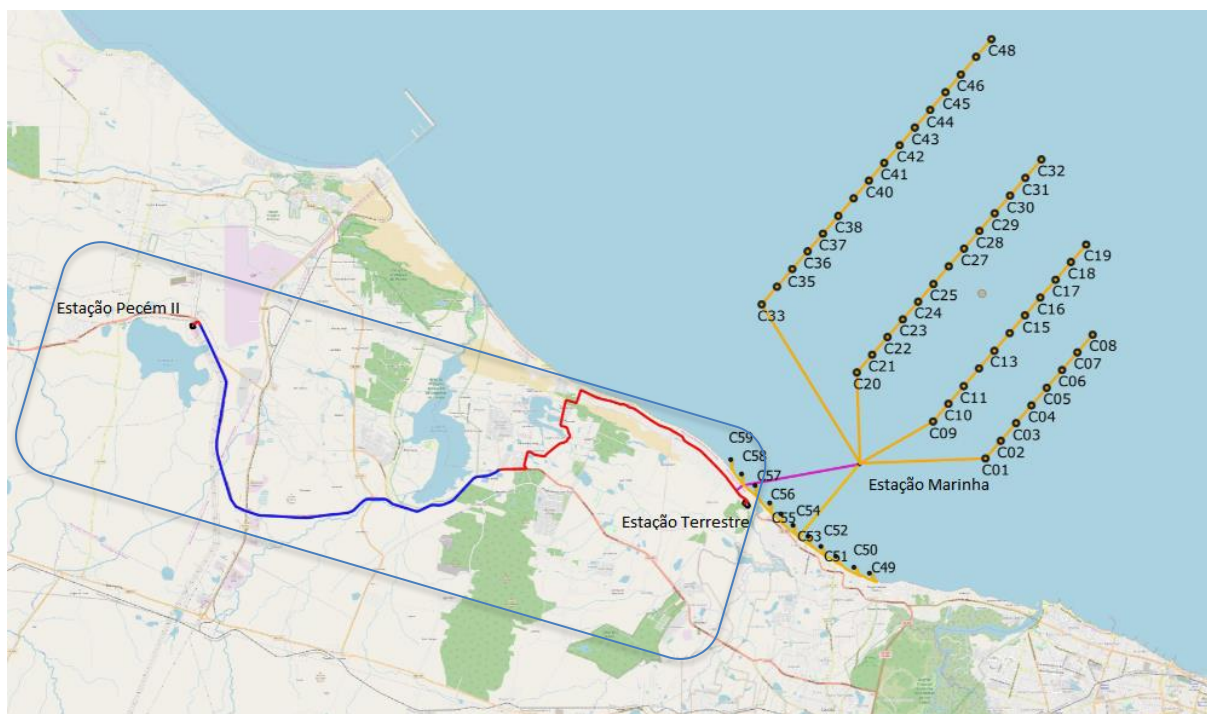 C48
C46
C45
C44
C43
C42
C41
C40
C38
C37
C36
C35
C33
C32
C31
C30
C29
C28
C27
C25
C24
C23
C22
C21
C20
C19
C18
C17
C16
C15
C13
C11
C10
C09
C08
C07
C06
C05
C04
C03
C02
C01
Estação Pecém II
Estação Marinha
Estação Terrestre
C59
C58
C57
C56
C54
C55
C53
C52
C51
C50
C49